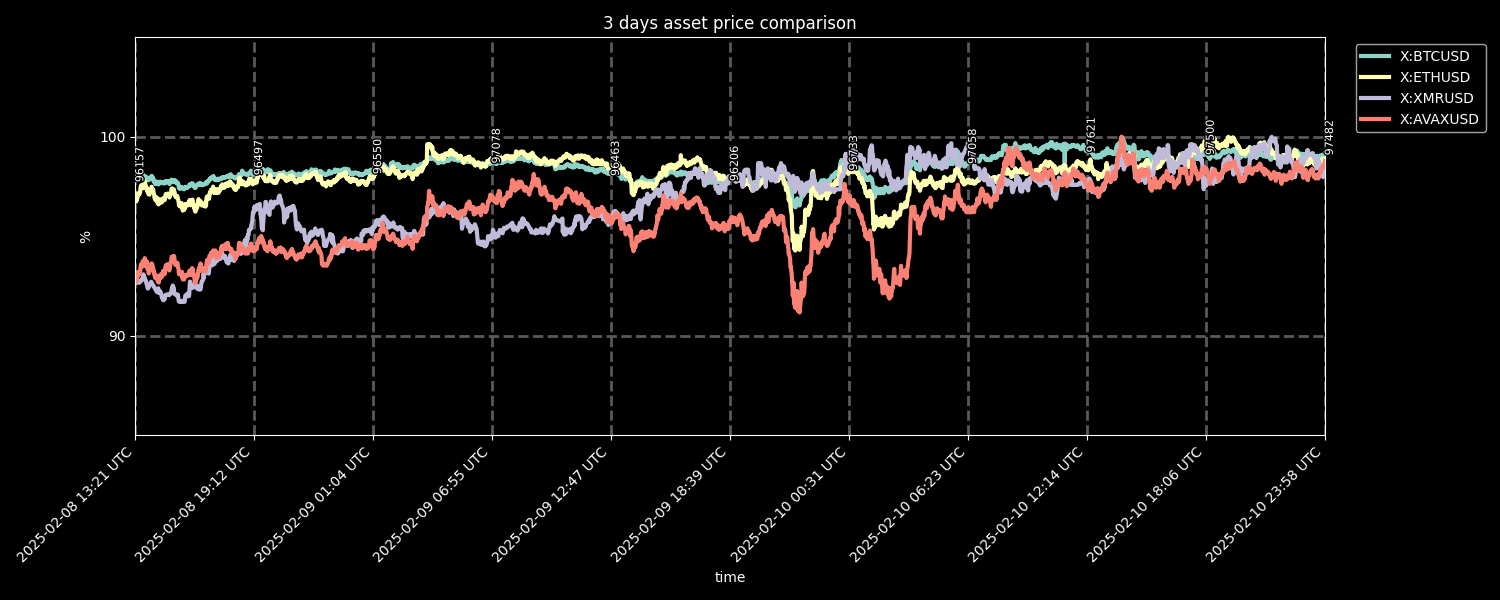 3 days asset price comparison
X:BTCUSD
X:ETHUSD
X:XMRUSD
X:AVAXUSD
100
90
%
96157
96497
96550
97078
96463
96206
96733
97058
97621
97500
97482
2025-02-08 13:21 UTC
2025-02-08 19:12 UTC
2025-02-09 01:04 UTC
2025-02-09 06:55 UTC
2025-02-09 12:47 UTC
2025-02-09 18:39 UTC
2025-02-10 00:31 UTC
2025-02-10 06:23 UTC
2025-02-10 12:14 UTC
2025-02-10 18:06 UTC
2025-02-10 23:58 UTC
time